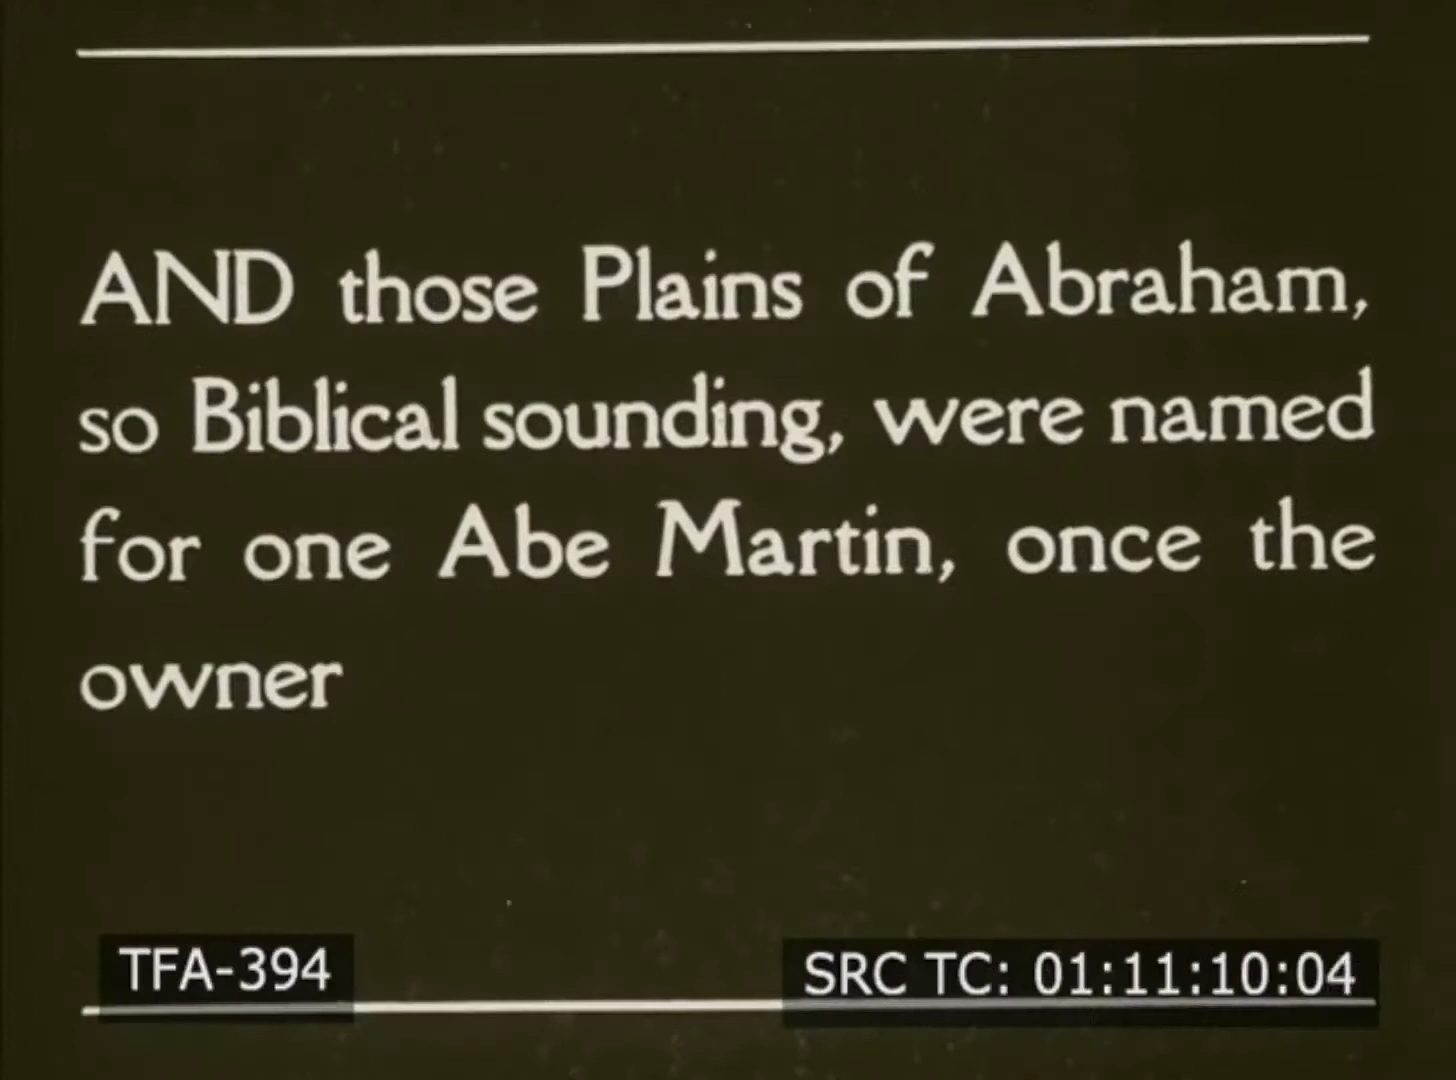 AND those Plains of Abraham,
so Biblical sounding, were named
for one Abe Martin, once the
owner
TFA-394
SRC TC: 01:11:10:04